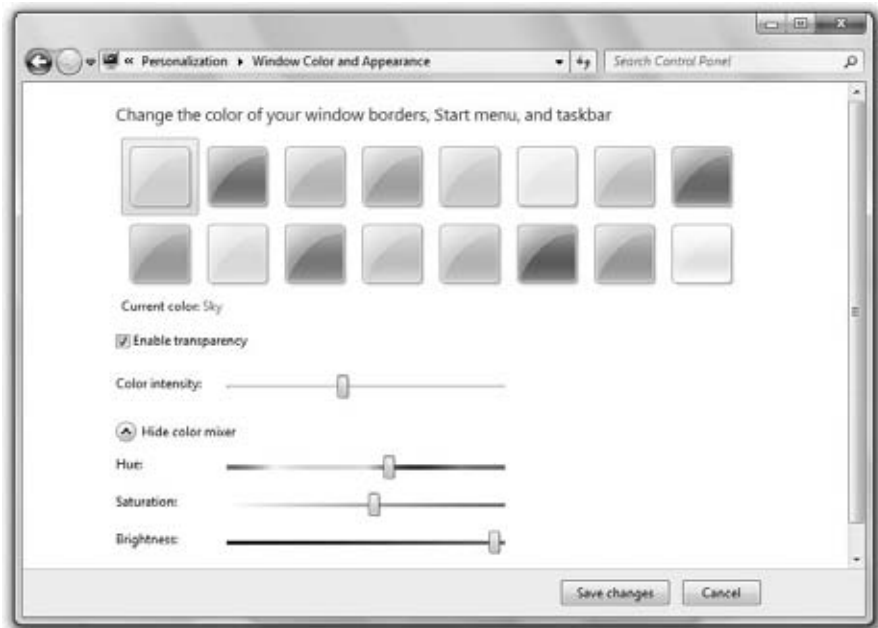 « Personalization ▸ Window Color and Appearance Search Control Panel
Change the color of your window borders, Start menu, and taskbar
Current color: Sky
Enable transparency
Color intensity:
Hide color mixer
Hue:
Saturation:
Brightness:
Save changes Cancel